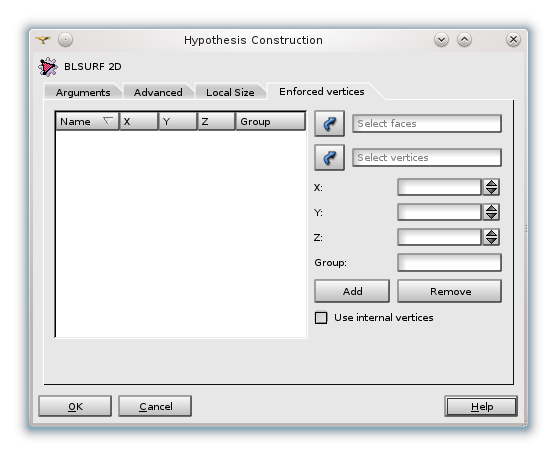 Hypothesis Construction
BLSURF 2D
Arguments Advanced Local Size Enforced vertices
Name X Y Z Group
Select faces
Select vertices
X:
Y:
Z:
Group:
Add Remove
Use internal vertices
OK Cancel Help